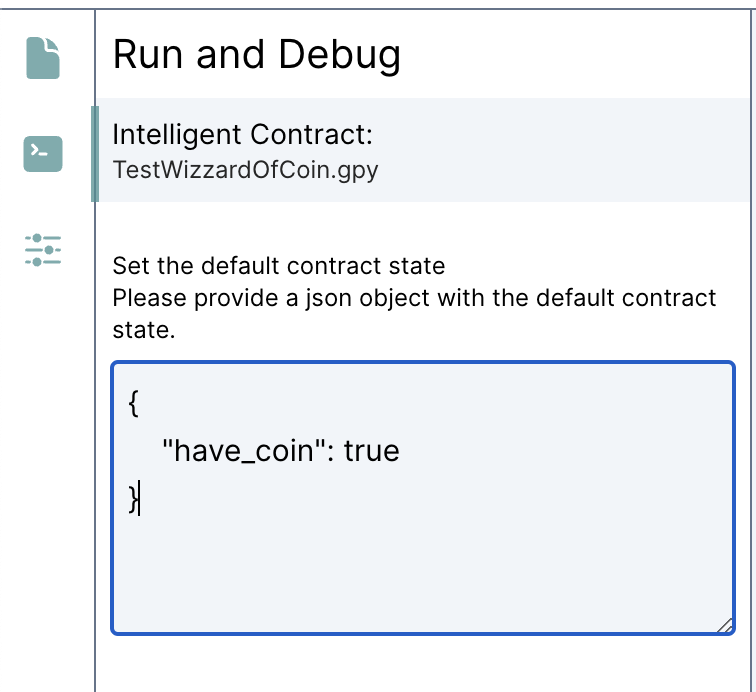 Run and Debug
Intelligent Contract:
TestWizzardOfCoin.gpy
Set the default contract state
Please provide a json object with the default contract
state.
{
    "have_coin": true
}